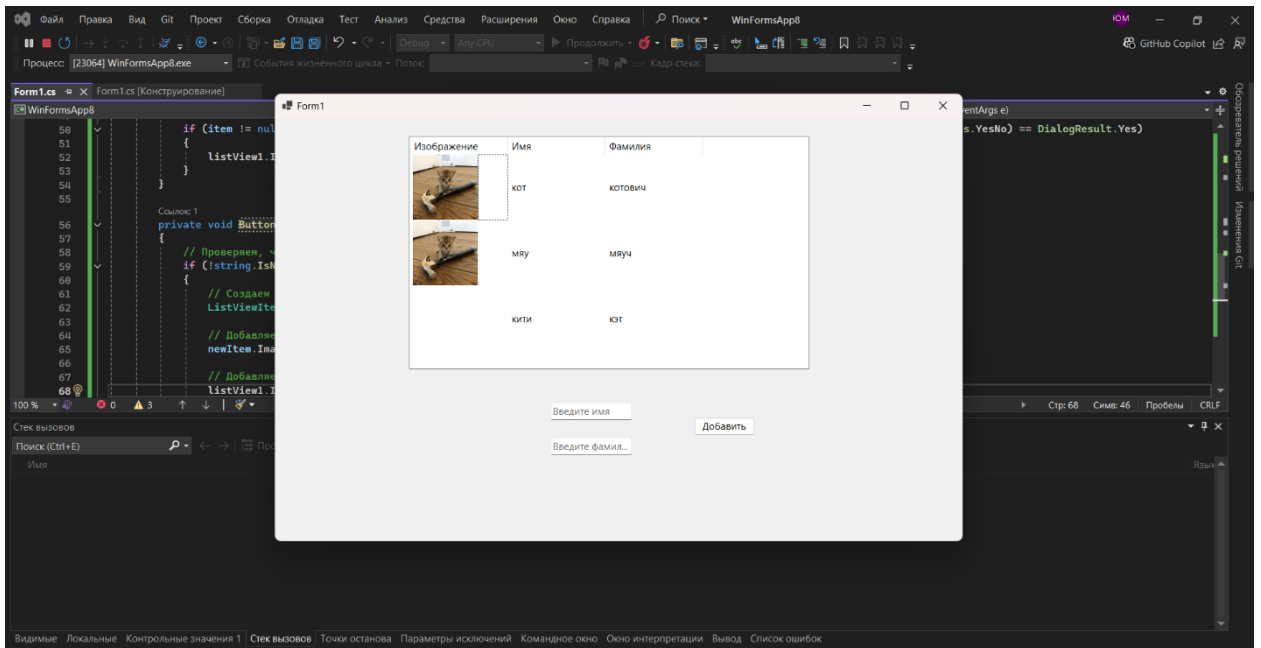 Файл Правка Вид Git Проект Сборка Отладка Тест Анализ Средства Расширения Окно Справка Поиск WinFormsApp8 ЮМ
Debug Any CPU Продолжить GitHub Copilot
Процесс: [23064] WinFormsApp8.exe События жизненного цикла Поток: Кадр стека:
Form1.cs Form1.cs [Конструирование]
WinFormsApp8 entArgs e)
Form1
50 if (item != nul s.YesNo) == DialogResult.Yes)
51 {
52 listView1.I
53 }
54 }
55
Ссылок: 1
56 private void Button
57 {
58 // Проверяем, ч
59 if (!string.IsN
60 {
61 // Создаем
62 ListViewIte
63
64 // Добавляе
65 newItem.Ima
66
67 // Добавляе
68 listView1.I
Изображение Имя Фамилия
кот котович
мяу мяуч
кити кэт
Введите имя
Введите фамил...
Добавить
100 % 0 3 Стр: 68 Симв: 46 Пробелы CRLF
Стек вызовов
Поиск (Ctrl+E)
Имя Язык
Видимые Локальные Контрольные значения 1 Стек вызовов Точки останова Параметры исключений Командное окно Окно интерпретации Вывод Список ошибок
Обозреватель решений
Изменения Git